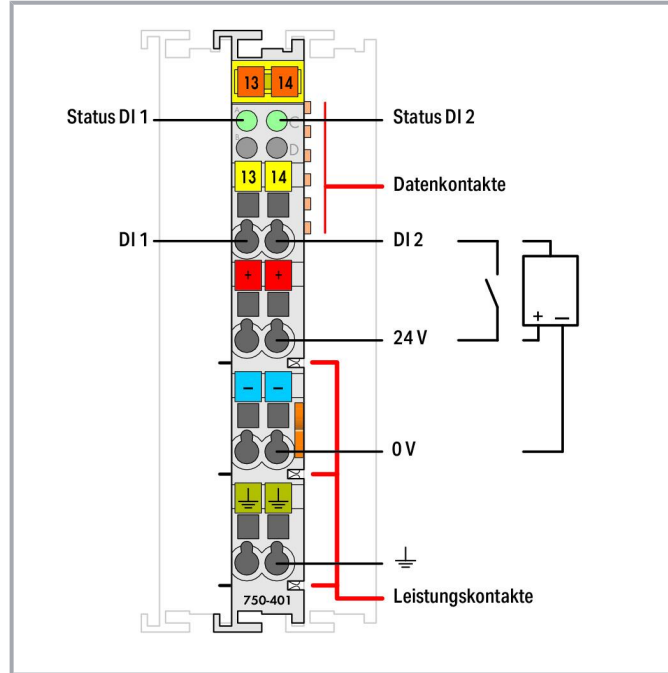 13 14
A C
Status DI 1
Status DI 2
B D
13 14
Datenkontakte
DI 1
DI 2
+ +
+ −
24 V
− −
0 V
750-401
Leistungskontakte